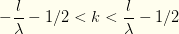 $-\frac{l}{\lambda} - 1/2 < k < \frac{l}{\lambda} - 1/2$